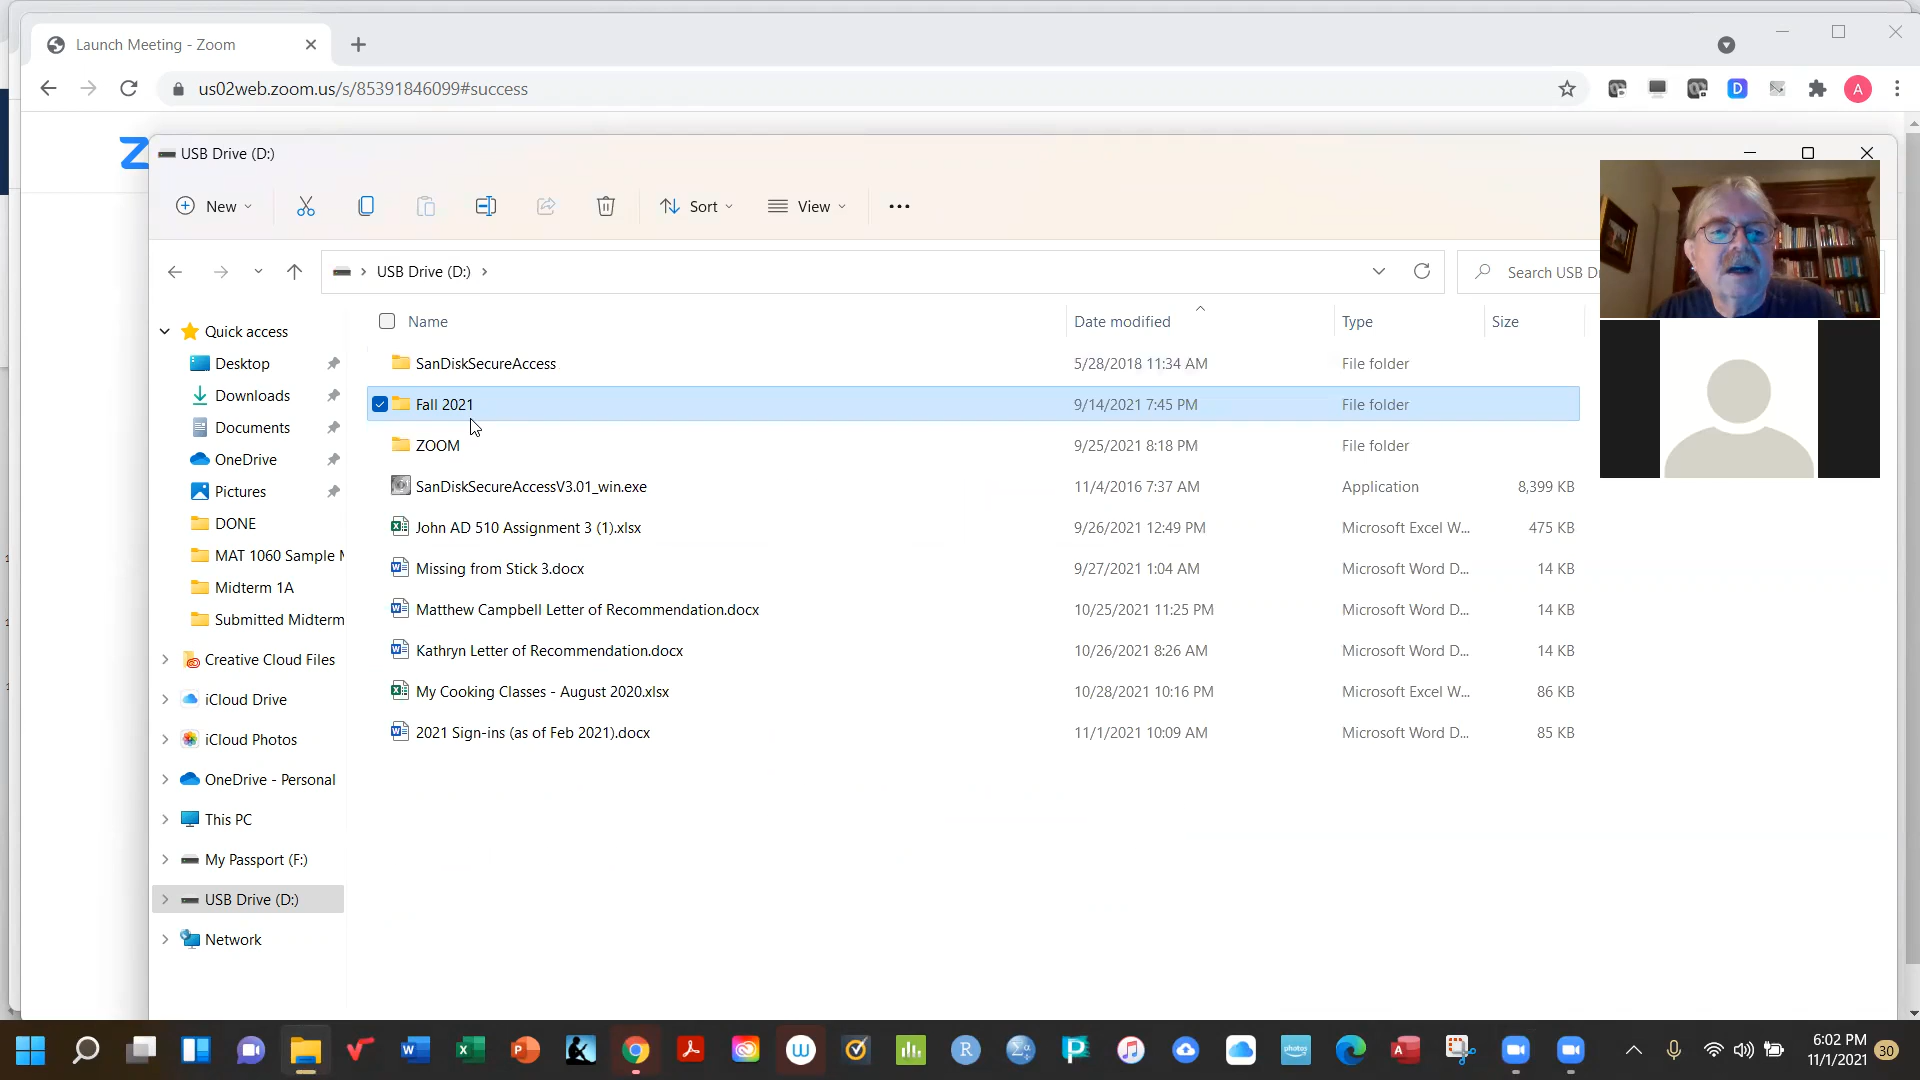 Launch Meeting - Zoom
us02web.zoom.us/s/85391846099#success
D
A
Z
USB Drive (D:)
New
Sort
View
USB Drive (D:)
Search USB D
Name
Date modified
Type
Size
Quick access
Desktop
Downloads
Documents
OneDrive
Pictures
DONE
MAT 1060 Sample M
Midterm 1A
Submitted Midterm
Creative Cloud Files
iCloud Drive
iCloud Photos
OneDrive - Personal
This PC
My Passport (F:)
USB Drive (D:)
Network
SanDiskSecureAccess 5/28/2018 11:34 AM File folder
Fall 2021 9/14/2021 7:45 PM File folder
ZOOM 9/25/2021 8:18 PM File folder
SanDiskSecureAccessV3.01_win.exe 11/4/2016 7:37 AM Application 8,399 KB
John AD 510 Assignment 3 (1).xlsx 9/26/2021 12:49 PM Microsoft Excel W... 475 KB
Missing from Stick 3.docx 9/27/2021 1:04 AM Microsoft Word D... 14 KB
Matthew Campbell Letter of Recommendation.docx 10/25/2021 11:25 PM Microsoft Word D... 14 KB
Kathryn Letter of Recommendation.docx 10/26/2021 8:26 AM Microsoft Word D... 14 KB
My Cooking Classes - August 2020.xlsx 10/28/2021 10:16 PM Microsoft Excel W... 86 KB
2021 Sign-ins (as of Feb 2021).docx 11/1/2021 10:09 AM Microsoft Word D... 85 KB
6:02 PM
11/1/2021
30